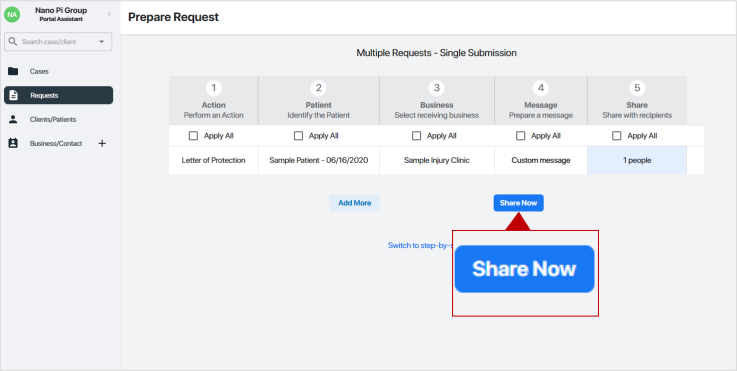 NA
Nano Pi Group
Portal Assistant
Prepare Request
Search case/client
Cases
Requests
Clients/Patients
Business/Contact
Multiple Requests - Single Submission
1 2 3 4 5
Action Patient Business Message Share
Perform an Action Identify the Patient Select receiving business Prepare a message Share with recipients
Apply All Apply All Apply All Apply All Apply All
Letter of Protection Sample Patient - 06/16/2020 Sample Injury Clinic Custom message 1 people
Add More Share Now
Switch to step-by-
Share Now